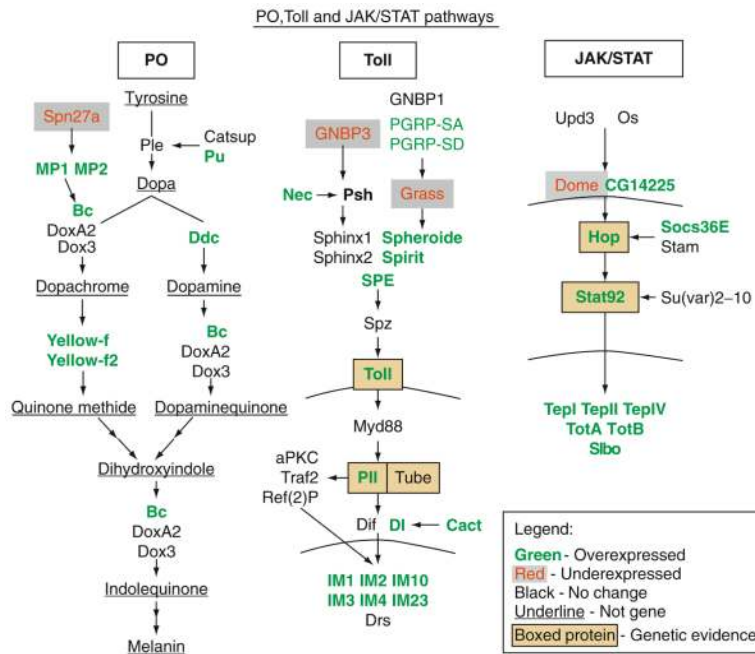 PO,Toll and JAK/STAT pathways
PO
Spn27a
Tyrosine
Ple
Catsup
Pu
MP1 MP2
Dopa
Bc
DoxA2
Dox3
Ddc
Dopachrome
Dopamine
Yellow-f
Yellow-f2
Bc
DoxA2
Dox3
Quinone methide
Dopaminequinone
Dihydroxyindole
Bc
DoxA2
Dox3
Indolequinone
Melanin
Toll
GNBP1
GNBP3
PGRP-SA
PGRP-SD
Nec
Psh
Grass
Sphinx1
Sphinx2
Spheroide
Spirit
SPE
Spz
Toll
Myd88
aPKC
Traf2
Ref(2)P
Pll
Tube
Dif
Dl
Cact
IM1 IM2 IM10
IM3 IM4 IM23
Drs
JAK/STAT
Upd3 Os
Dome CG14225
Hop
Socs36E
Stam
Stat92
Su(var)2−10
TepI TepII TepIV
TotA TotB
Slbo
Legend:
Green - Overexpressed
Red - Underexpressed
Black - No change
Underline - Not gene
Boxed protein - Genetic evidence